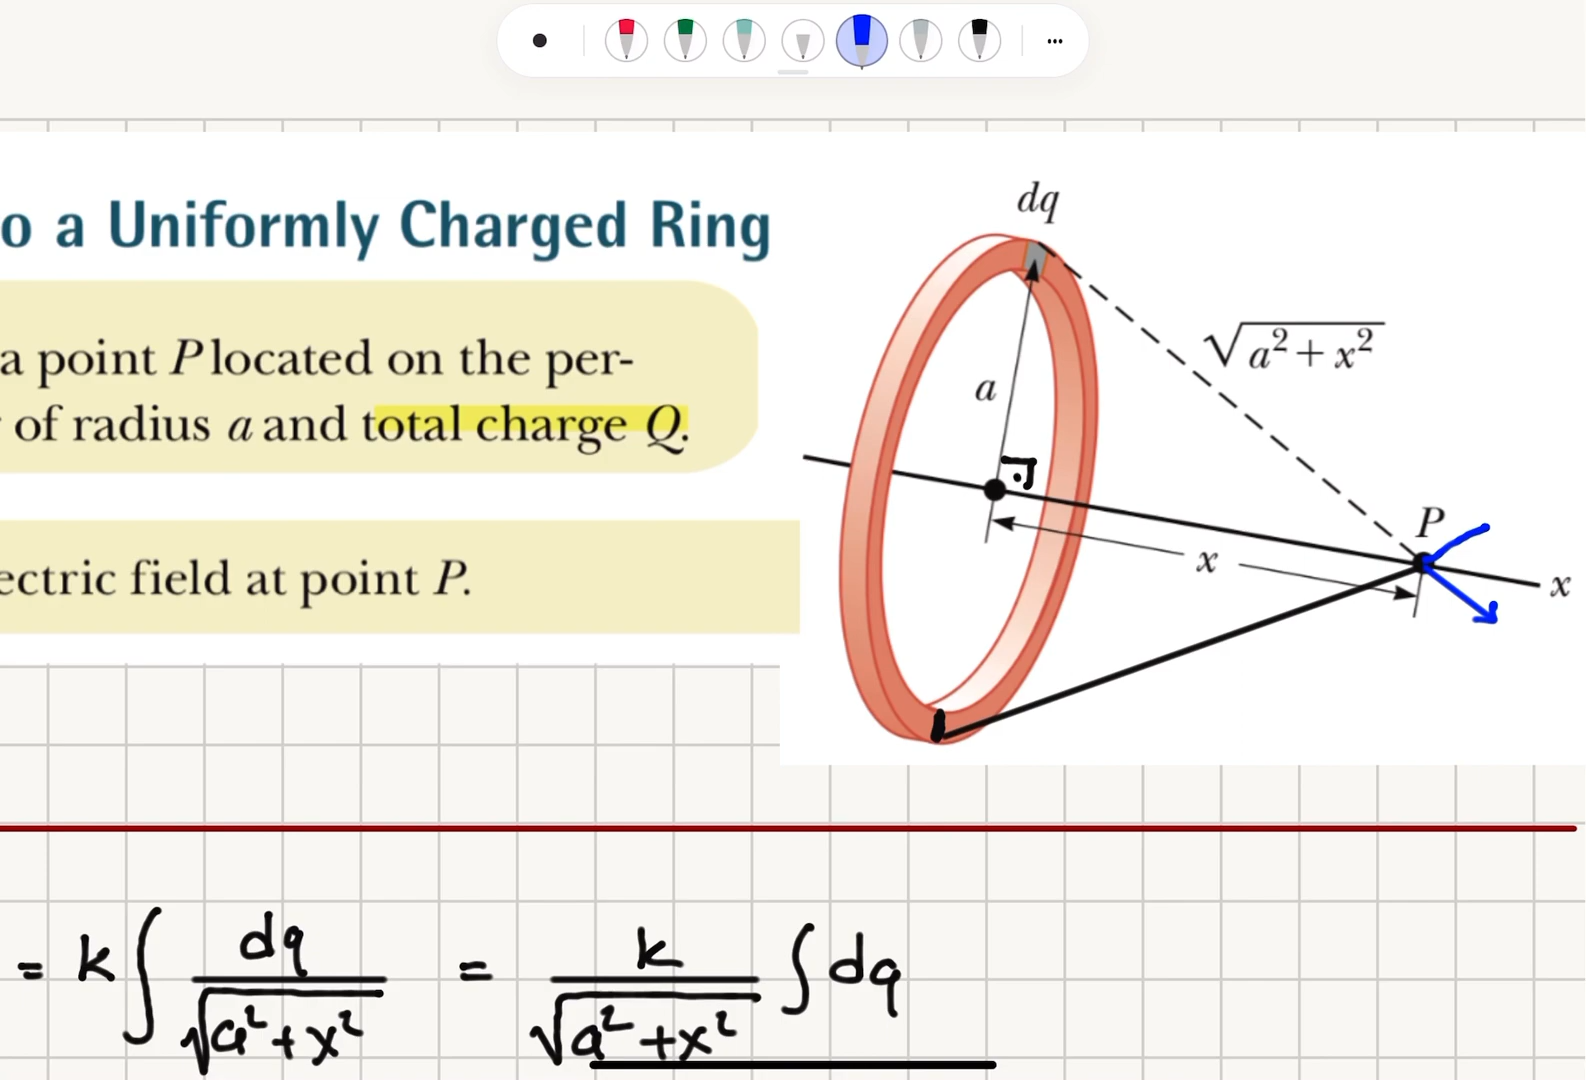 o a Uniformly Charged Ring
a point P located on the per-
of radius a and total charge Q.
ectric field at point P.
dq
√a² + x²
a
P
x
x
= k ∫ dq / √a² + x² = k / √a² + x² ∫ dq